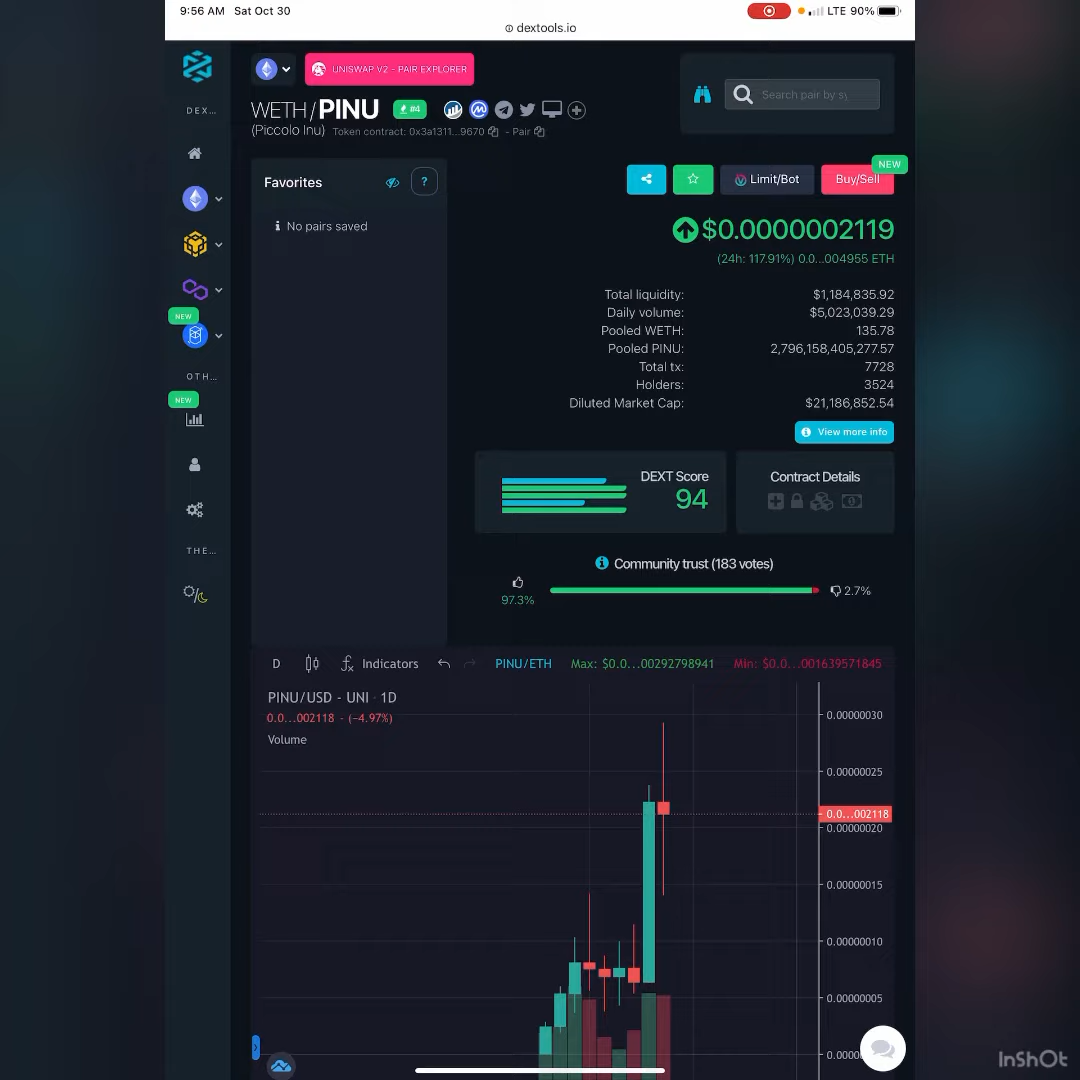 9:56 AM Sat Oct 30
LTE 90%
dextools.io
UNISWAP V2 - PAIR EXPLORER
WETH/PINU #4
(Piccolo Inu) Token contract: 0x3a1311...9670 - Pair
Search pair by sy
DEX...
Favorites ?
No pairs saved
NEW
Limit/Bot
Buy/Sell
$0.0000002119
(24h: 117.91%) 0.0...004955 ETH
Total liquidity: $1,184,835.92
Daily volume: $5,023,039.29
Pooled WETH: 135.78
Pooled PINU: 2,796,158,405,277.57
Total tx: 7728
Holders: 3524
Diluted Market Cap: $21,186,852.54
View more info
NEW
OTH...
NEW
THE...
DEXT Score
94
Contract Details
Community trust (183 votes)
97.3%
2.7%
D Indicators PINU/ETH Max: $0.0...00292798941 Min: $0.0...001639571845
PINU/USD - UNI 1D
0.0...002118 - (−4.97%)
Volume
0.00000030
0.00000025
0.0...002118
0.00000020
0.00000015
0.00000010
0.00000005
InShOt